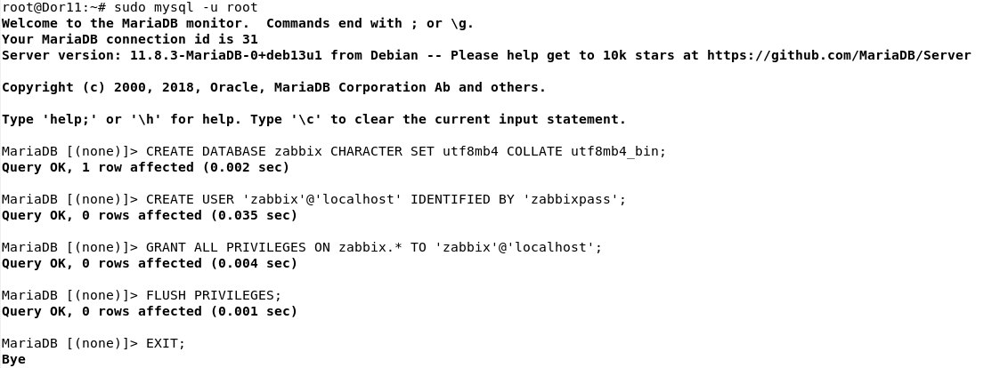 root@Dor11:~# sudo mysql -u root
Welcome to the MariaDB monitor.  Commands end with ; or \g.
Your MariaDB connection id is 31
Server version: 11.8.3-MariaDB-0+deb13u1 from Debian -- Please help get to 10k stars at https://github.com/MariaDB/Server
Copyright (c) 2000, 2018, Oracle, MariaDB Corporation Ab and others.
Type 'help;' or '\h' for help. Type '\c' to clear the current input statement.
MariaDB [(none)]> CREATE DATABASE zabbix CHARACTER SET utf8mb4 COLLATE utf8mb4_bin;
Query OK, 1 row affected (0.002 sec)
MariaDB [(none)]> CREATE USER 'zabbix'@'localhost' IDENTIFIED BY 'zabbixpass';
Query OK, 0 rows affected (0.035 sec)
MariaDB [(none)]> GRANT ALL PRIVILEGES ON zabbix.* TO 'zabbix'@'localhost';
Query OK, 0 rows affected (0.004 sec)
MariaDB [(none)]> FLUSH PRIVILEGES;
Query OK, 0 rows affected (0.001 sec)
MariaDB [(none)]> EXIT;
Bye